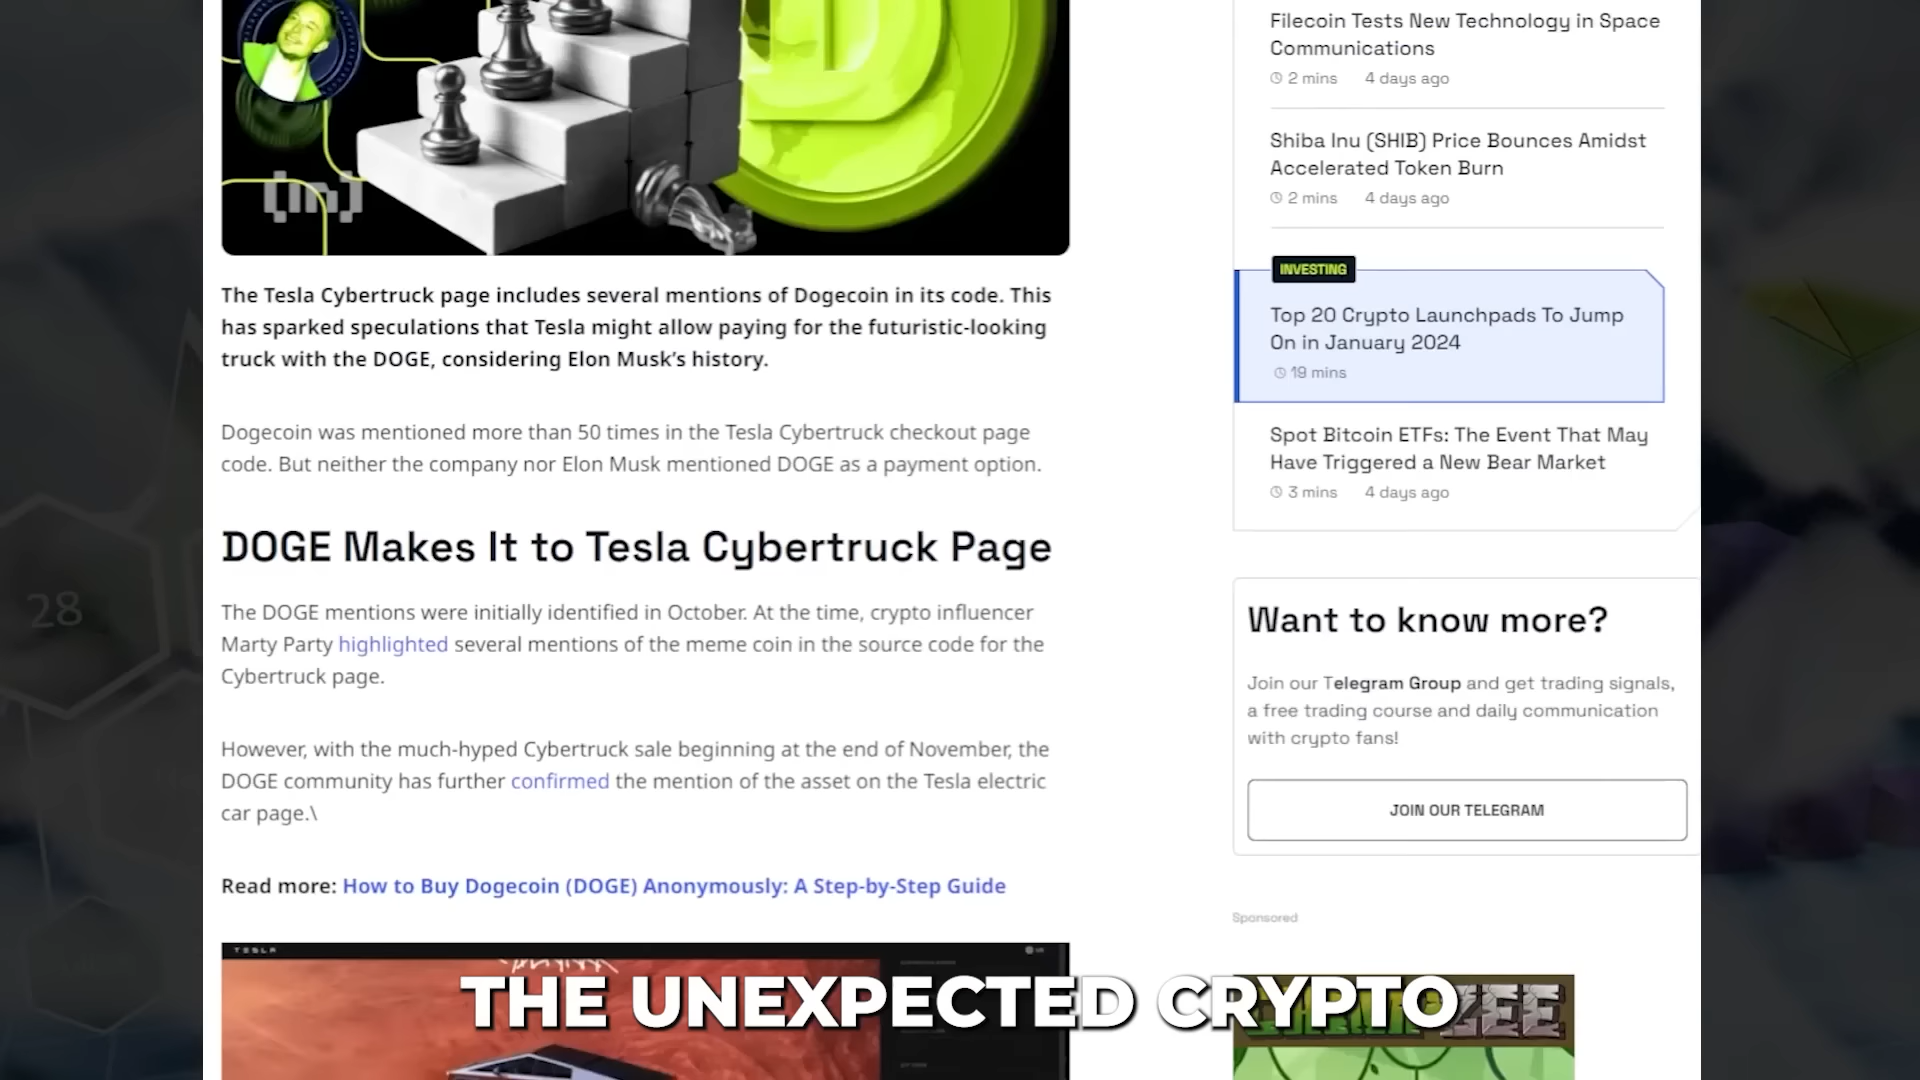 [in]
The Tesla Cybertruck page includes several mentions of Dogecoin in its code. This
has sparked speculations that Tesla might allow paying for the futuristic-looking
truck with the DOGE, considering Elon Musk’s history.
Dogecoin was mentioned more than 50 times in the Tesla Cybertruck checkout page
code. But neither the company nor Elon Musk mentioned DOGE as a payment option.
DOGE Makes It to Tesla Cybertruck Page
The DOGE mentions were initially identified in October. At the time, crypto influencer
Marty Party highlighted several mentions of the meme coin in the source code for the
Cybertruck page.
However, with the much-hyped Cybertruck sale beginning at the end of November, the
DOGE community has further confirmed the mention of the asset on the Tesla electric
car page.\
Read more: How to Buy Dogecoin (DOGE) Anonymously: A Step-by-Step Guide
TESLA
Filecoin Tests New Technology in Space
Communications
2 mins 4 days ago
Shiba Inu (SHIB) Price Bounces Amidst
Accelerated Token Burn
2 mins 4 days ago
INVESTING
Top 20 Crypto Launchpads To Jump
On in January 2024
19 mins
Spot Bitcoin ETFs: The Event That May
Have Triggered a New Bear Market
3 mins 4 days ago
Want to know more?
Join our Telegram Group and get trading signals,
a free trading course and daily communication
with crypto fans!
JOIN OUR TELEGRAM
Sponsored
THE UNEXPECTED CRYPTO
28